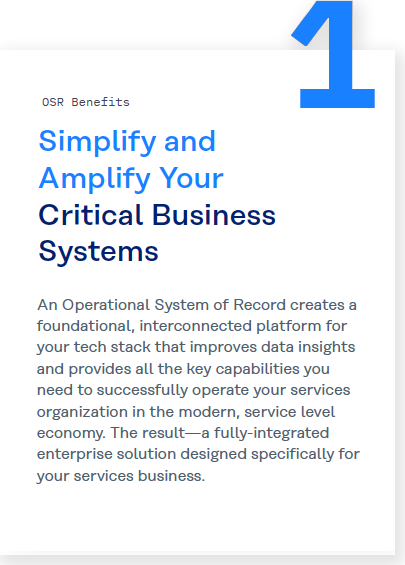 1
OSR Benefits
Simplify and
Amplify Your
Critical Business
Systems
An Operational System of Record creates a
foundational, interconnected platform for
your tech stack that improves data insights
and provides all the key capabilities you
need to successfully operate your services
organization in the modern, service level
economy. The result—a fully-integrated
enterprise solution designed specifically for
your services business.